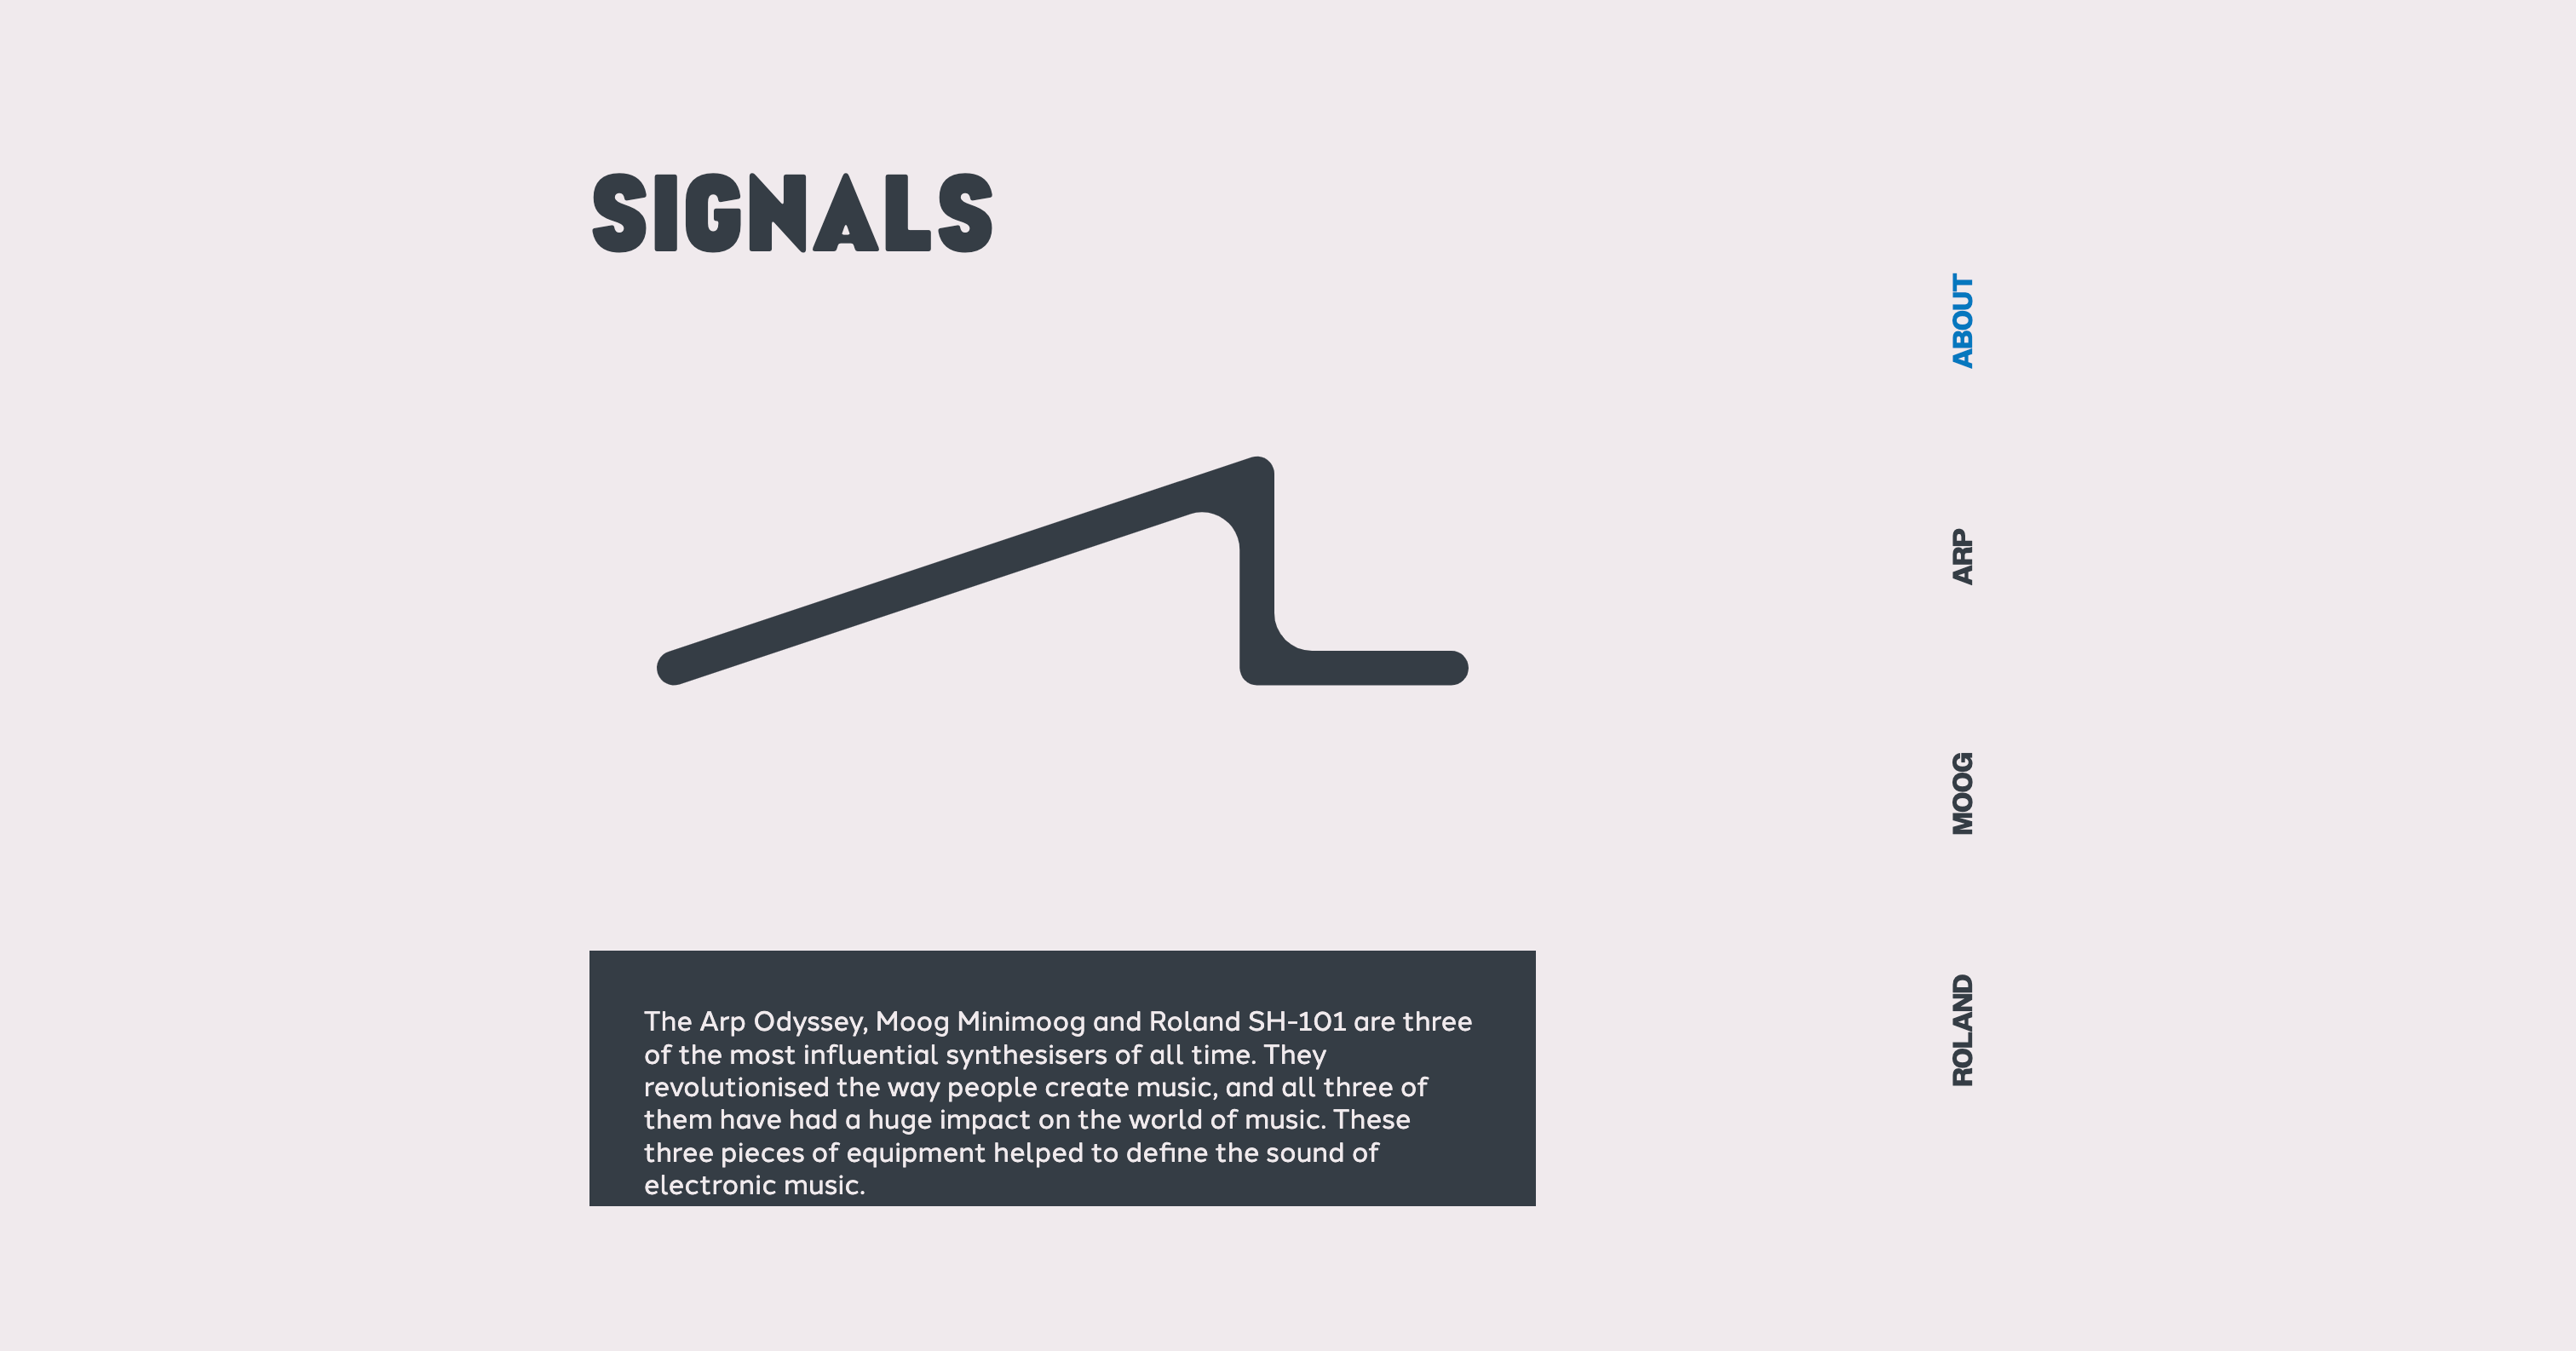 SIGNALS
ABOUT
ARP
MOOG
ROLAND
The Arp Odyssey, Moog Minimoog and Roland SH-101 are three
of the most influential synthesisers of all time. They
revolutionised the way people create music, and all three of
them have had a huge impact on the world of music. These
three pieces of equipment helped to define the sound of
electronic music.